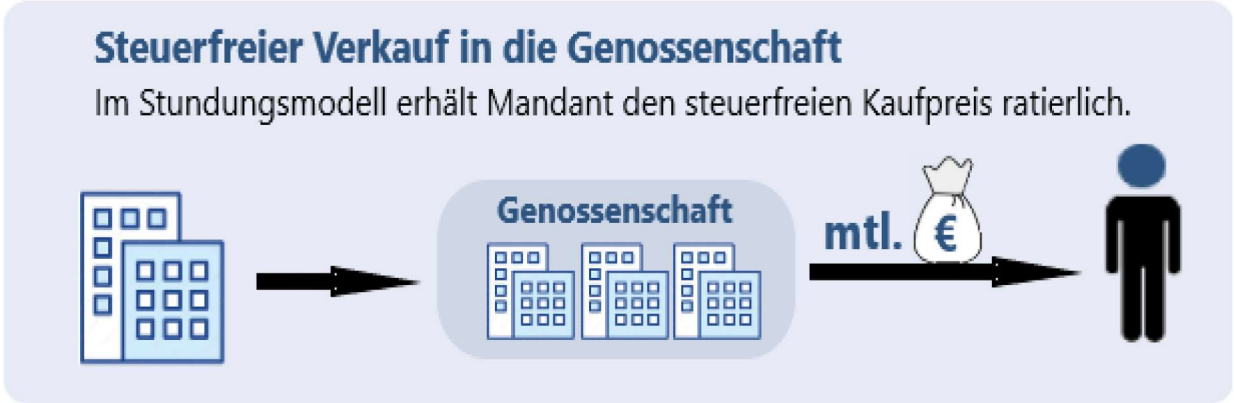 Steuerfreier Verkauf in die Genossenschaft
Im Stundungsmodell erhält Mandant den steuerfreien Kaufpreis ratierlich.
Genossenschaft
mtl. €